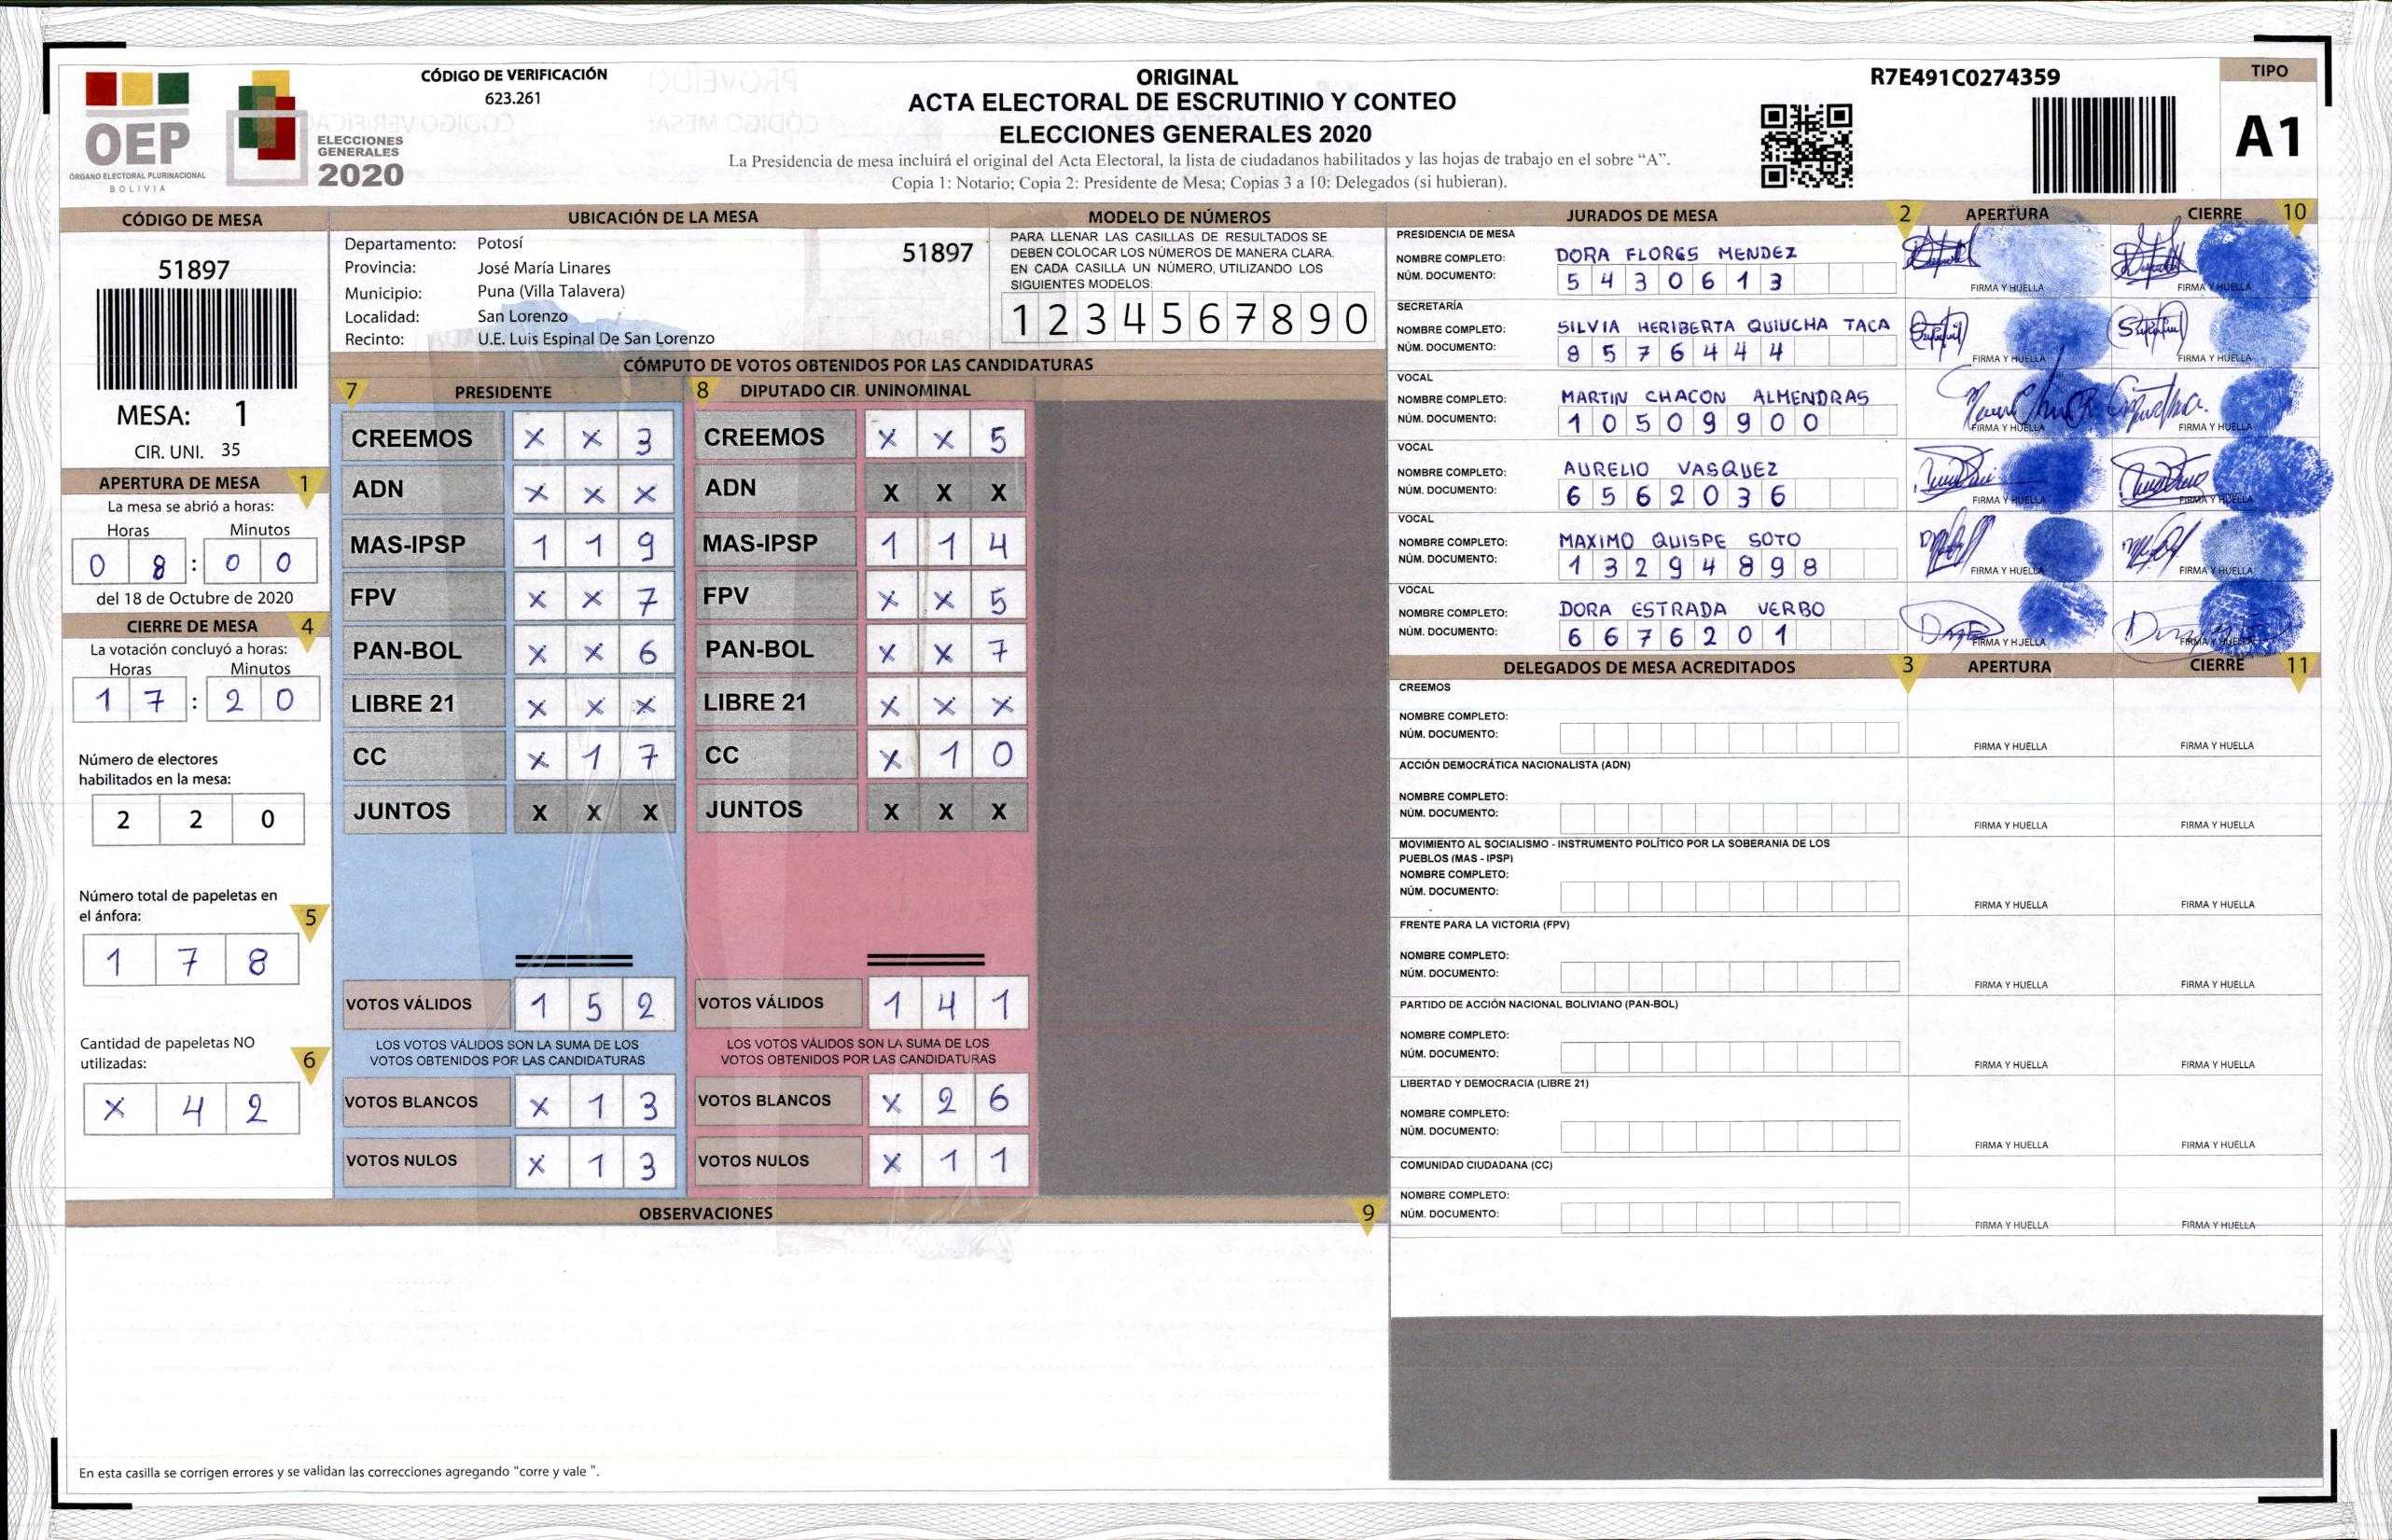 CÓDIGO DE VERIFICACIÓN
623.261
OEP
ÓRGANO ELECTORAL PLURINACIONAL
BOLIVIA
ELECCIONES
GENERALES
2020
ORIGINAL
ACTA ELECTORAL DE ESCRUTINIO Y CONTEO
ELECCIONES GENERALES 2020
La Presidencia de mesa incluirá el original del Acta Electoral, la lista de ciudadanos habilitados y las hojas de trabajo en el sobre “A”.
Copia 1: Notario; Copia 2: Presidente de Mesa; Copias 3 a 10: Delegados (si hubieran).
R7E491C0274359
TIPO
A1
CÓDIGO DE MESA
51897
MESA: 1
CIR. UNI. 35
APERTURA DE MESA 1
La mesa se abrió a horas:
Horas Minutos
0 8 : 0 0
del 18 de Octubre de 2020
CIERRE DE MESA 4
La votación concluyó a horas:
Horas Minutos
1 7 : 2 0
Número de electores
habilitados en la mesa:
2 2 0
Número total de papeletas en
el ánfora: 5
1 7 8
Cantidad de papeletas NO
utilizadas: 6
X 4 2
UBICACIÓN DE LA MESA
Departamento: Potosí
51897
Provincia: José María Linares
Municipio: Puna (Villa Talavera)
Localidad: San Lorenzo
Recinto: U.E. Luis Espinal De San Lorenzo
MODELO DE NÚMEROS
PARA LLENAR LAS CASILLAS DE RESULTADOS SE
DEBEN COLOCAR LOS NÚMEROS DE MANERA CLARA.
EN CADA CASILLA UN NÚMERO, UTILIZANDO LOS
SIGUIENTES MODELOS:
1 2 3 4 5 6 7 8 9 0
CÓMPUTO DE VOTOS OBTENIDOS POR LAS CANDIDATURAS
7 PRESIDENTE
CREEMOS X X 3
ADN X X X
MAS-IPSP 1 1 9
FPV X X 7
PAN-BOL X X 6
LIBRE 21 X X X
CC X 1 7
JUNTOS X X X
VOTOS VÁLIDOS 1 5 2
LOS VOTOS VÁLIDOS SON LA SUMA DE LOS
VOTOS OBTENIDOS POR LAS CANDIDATURAS
VOTOS BLANCOS X 1 3
VOTOS NULOS X 1 3
8 DIPUTADO CIR. UNINOMINAL
CREEMOS X X 5
ADN X X X
MAS-IPSP 1 1 4
FPV X X 5
PAN-BOL X X 7
LIBRE 21 X X X
CC X 1 0
JUNTOS X X X
VOTOS VÁLIDOS 1 4 1
LOS VOTOS VÁLIDOS SON LA SUMA DE LOS
VOTOS OBTENIDOS POR LAS CANDIDATURAS
VOTOS BLANCOS X 2 6
VOTOS NULOS X 1 1
OBSERVACIONES 9
En esta casilla se corrigen errores y se validan las correcciones agregando “corre y vale ”.
JURADOS DE MESA 2 APERTURA CIERRE 10
PRESIDENCIA DE MESA
NOMBRE COMPLETO: DORA FLORES MENDEZ
NÚM. DOCUMENTO: 5 4 3 0 6 1 3
FIRMA Y HUELLA FIRMA Y HUELLA
SECRETARÍA
NOMBRE COMPLETO: SILVIA HERIBERTA QUIUCHA TACA
NÚM. DOCUMENTO: 8 5 7 6 4 4 4
FIRMA Y HUELLA FIRMA Y HUELLA
VOCAL
NOMBRE COMPLETO: MARTIN CHACON ALMENDRAS
NÚM. DOCUMENTO: 1 0 5 0 9 9 0 0
FIRMA Y HUELLA FIRMA Y HUELLA
VOCAL
NOMBRE COMPLETO: AURELIO VASQUEZ
NÚM. DOCUMENTO: 6 5 6 2 0 3 6
FIRMA Y HUELLA FIRMA Y HUELLA
VOCAL
NOMBRE COMPLETO: MAXIMO QUISPE SOTO
NÚM. DOCUMENTO: 1 3 2 9 4 8 9 8
FIRMA Y HUELLA FIRMA Y HUELLA
VOCAL
NOMBRE COMPLETO: DORA ESTRADA VERBO
NÚM. DOCUMENTO: 6 6 7 6 2 0 1
FIRMA Y HUELLA FIRMA Y HUELLA
DELEGADOS DE MESA ACREDITADOS 3 APERTURA CIERRE 11
CREEMOS
NOMBRE COMPLETO:
NÚM. DOCUMENTO:
FIRMA Y HUELLA FIRMA Y HUELLA
ACCIÓN DEMOCRÁTICA NACIONALISTA (ADN)
NOMBRE COMPLETO:
NÚM. DOCUMENTO:
FIRMA Y HUELLA FIRMA Y HUELLA
MOVIMIENTO AL SOCIALISMO - INSTRUMENTO POLÍTICO POR LA SOBERANIA DE LOS
PUEBLOS (MAS - IPSP)
NOMBRE COMPLETO:
NÚM. DOCUMENTO:
FIRMA Y HUELLA FIRMA Y HUELLA
FRENTE PARA LA VICTORIA (FPV)
NOMBRE COMPLETO:
NÚM. DOCUMENTO:
FIRMA Y HUELLA FIRMA Y HUELLA
PARTIDO DE ACCIÓN NACIONAL BOLIVIANO (PAN-BOL)
NOMBRE COMPLETO:
NÚM. DOCUMENTO:
FIRMA Y HUELLA FIRMA Y HUELLA
LIBERTAD Y DEMOCRACIA (LIBRE 21)
NOMBRE COMPLETO:
NÚM. DOCUMENTO:
FIRMA Y HUELLA FIRMA Y HUELLA
COMUNIDAD CIUDADANA (CC)
NOMBRE COMPLETO:
NÚM. DOCUMENTO:
FIRMA Y HUELLA FIRMA Y HUELLA